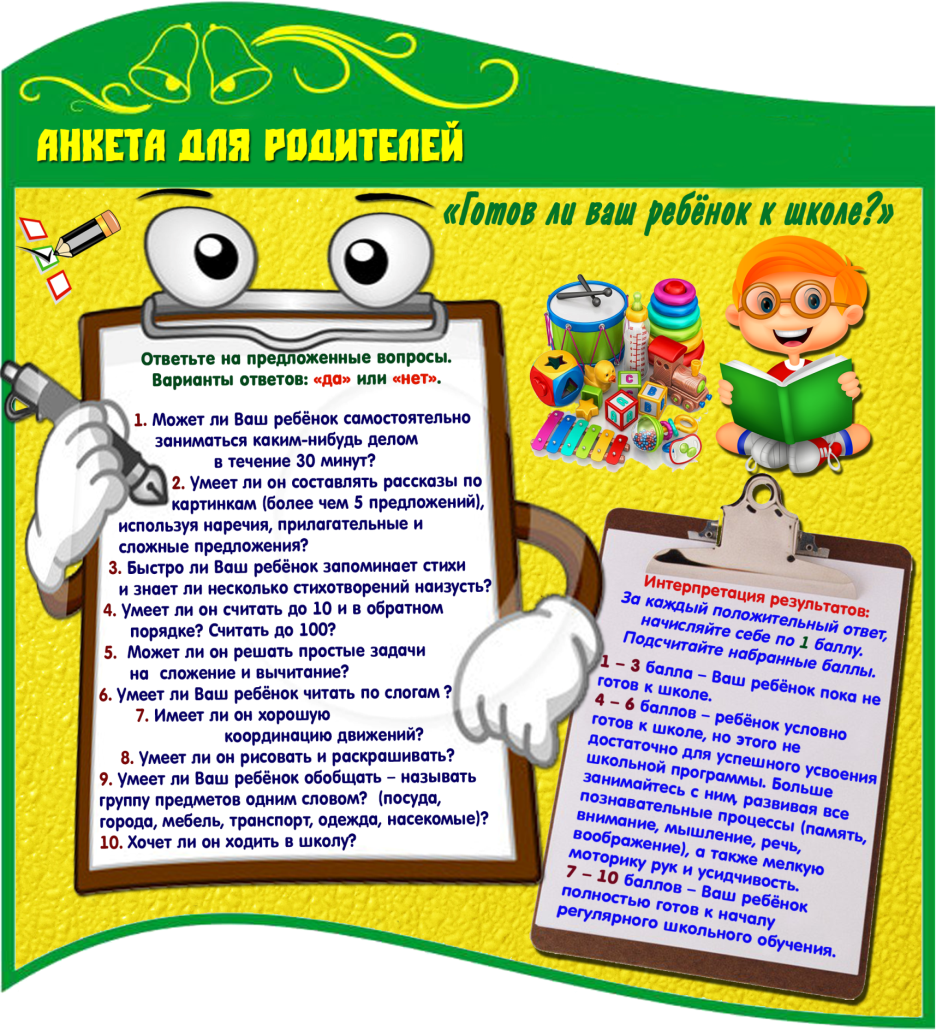 АНКЕТА ДЛЯ РОДИТЕЛЕЙ
«Готов ли ваш ребёнок к школе?»
Ответьте на предложенные вопросы.
Варианты ответов: «да» или «нет».
1. Может ли Ваш ребёнок самостоятельно
заниматься каким-нибудь делом
в течение 30 минут?
2. Умеет ли он составлять рассказы по
картинкам (более чем 5 предложений),
используя наречия, прилагательные и
сложные предложения?
3. Быстро ли Ваш ребёнок запоминает стихи
и знает ли несколько стихотворений наизусть?
4. Умеет ли он считать до 10 и в обратном
порядке? Считать до 100?
5. Может ли он решать простые задачи
на сложение и вычитание?
6. Умеет ли Ваш ребёнок читать по слогам ?
7. Имеет ли он хорошую
координацию движений?
8. Умеет ли он рисовать и раскрашивать?
9. Умеет ли Ваш ребёнок обобщать – называть
группу предметов одним словом? (посуда,
города, мебель, транспорт, одежда, насекомые)?
10. Хочет ли он ходить в школу?
Интерпретация результатов:
За каждый положительный ответ,
начисляйте себе по 1 баллу.
Подсчитайте набранные баллы.
1 – 3 балла – Ваш ребёнок пока не
готов к школе.
4 – 6 баллов – ребёнок условно
готов к школе, но этого не
достаточно для успешного усвоения
школьной программы. Больше
занимайтесь с ним, развивая все
познавательные процессы (память,
внимание, мышление, речь,
воображение), а также мелкую
моторику рук и усидчивость.
7 – 10 баллов – Ваш ребёнок
полностью готов к началу
регулярного школьного обучения.